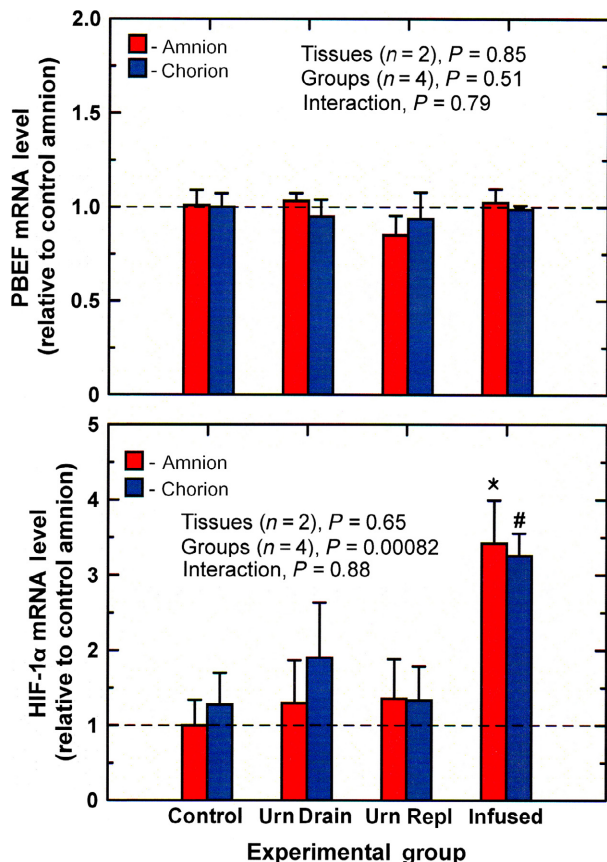 PBEF mRNA level
(relative to control amnion)
2.0
1.5
1.0
0.5
0
- Amnion
- Chorion
Tissues (n = 2), P = 0.85
Groups (n = 4), P = 0.51
Interaction, P = 0.79
HIF-1α mRNA level
(relative to control amnion)
5
4
3
2
1
0
- Amnion
- Chorion
Tissues (n = 2), P = 0.65
Groups (n = 4), P = 0.00082
Interaction, P = 0.88
*
#
Control Urn Drain Urn Repl Infused
Experimental group